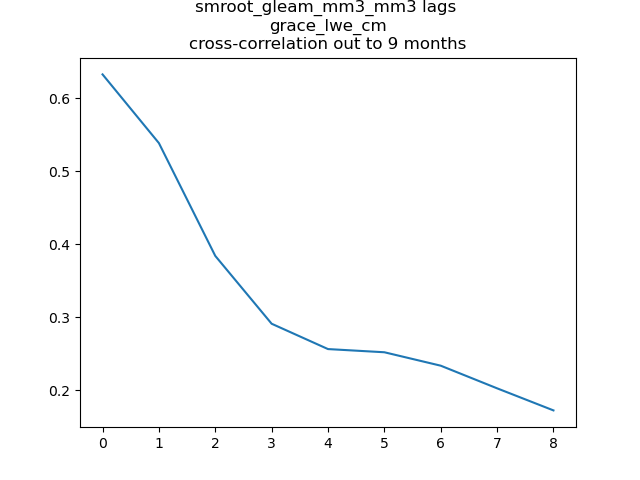 smroot_gleam_mm3_mm3 lags
grace_lwe_cm
cross-correlation out to 9 months
0.6
0.5
0.4
0.3
0.2
0 1 2 3 4 5 6 7 8